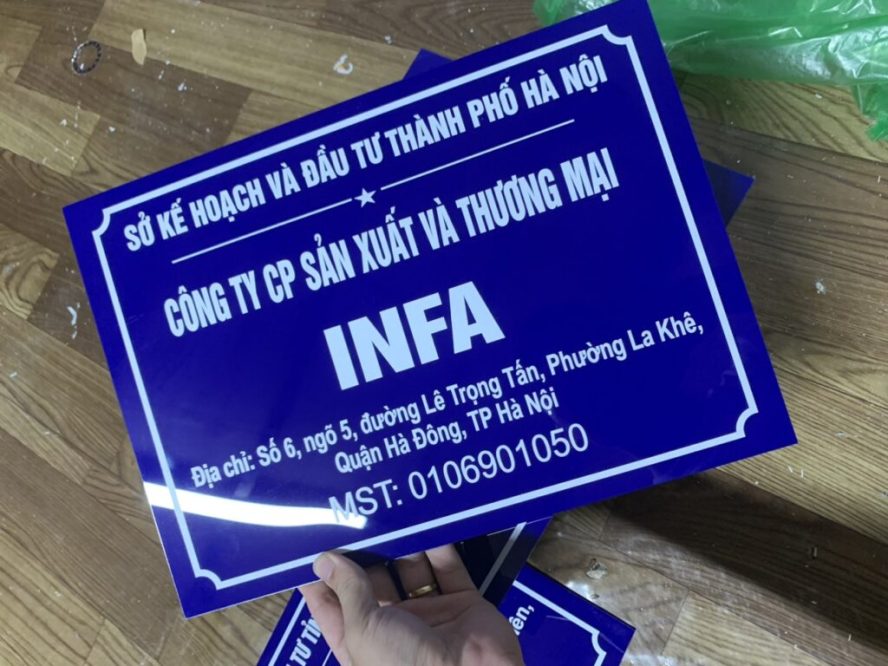 SỞ KẾ HOẠCH VÀ ĐẦU TƯ THÀNH PHỐ HÀ NỘI
CÔNG TY CP SẢN XUẤT VÀ THƯƠNG MẠI
INFA
Địa chỉ: Số 6, ngõ 5, đường Lê Trọng Tấn, Phường La Khê,
Quận Hà Đông, TP Hà Nội
MST: 0106901050